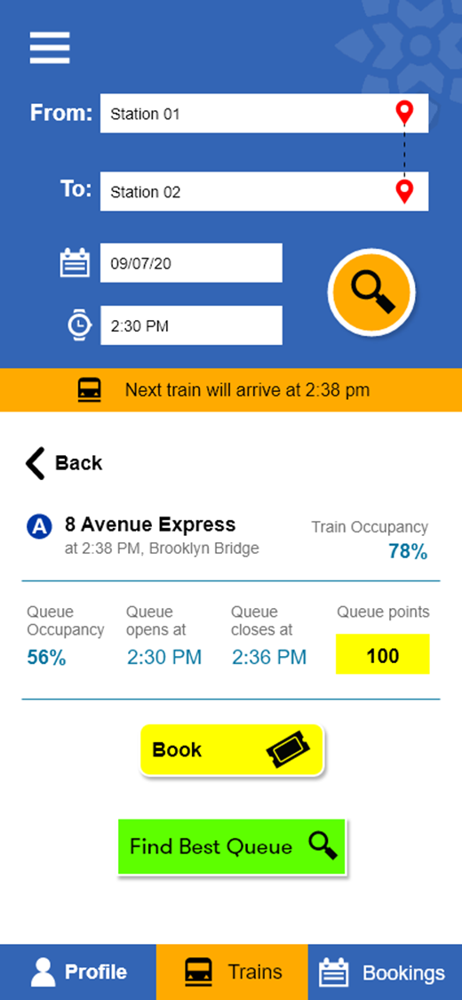 From: Station 01
To: Station 02
09/07/20
2:30 PM
Next train will arrive at 2:38 pm
Back
A 8 Avenue Express
at 2:38 PM, Brooklyn Bridge
Train Occupancy
78%
Queue
Occupancy
56%
Queue
opens at
2:30 PM
Queue
closes at
2:36 PM
Queue points
100
Book
Find Best Queue
Profile Trains Bookings